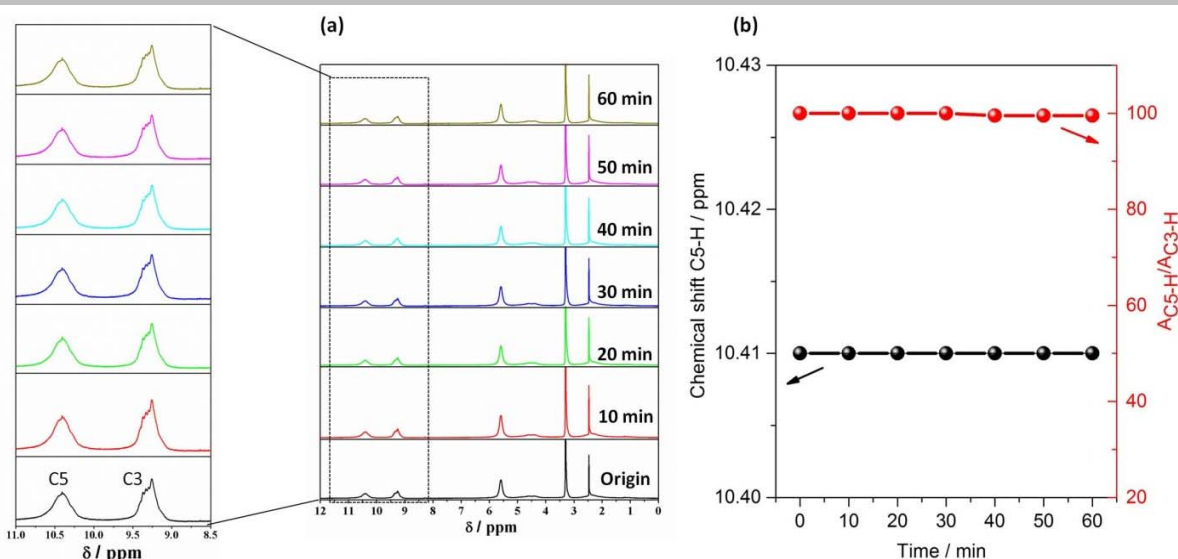 (a)
(b)
C5
C3
11.0 10.5 10.0 9.5 9.0 8.5
δ / ppm
60 min
50 min
40 min
30 min
20 min
10 min
Origin
12 11 10 9 8 7 6 5 4 3 2 1 0
δ / ppm
10.43
10.42
10.41
10.40
Chemical shift C5-H / ppm
100
80
60
40
20
AC5-H/AC3-H
0 10 20 30 40 50 60
Time / min